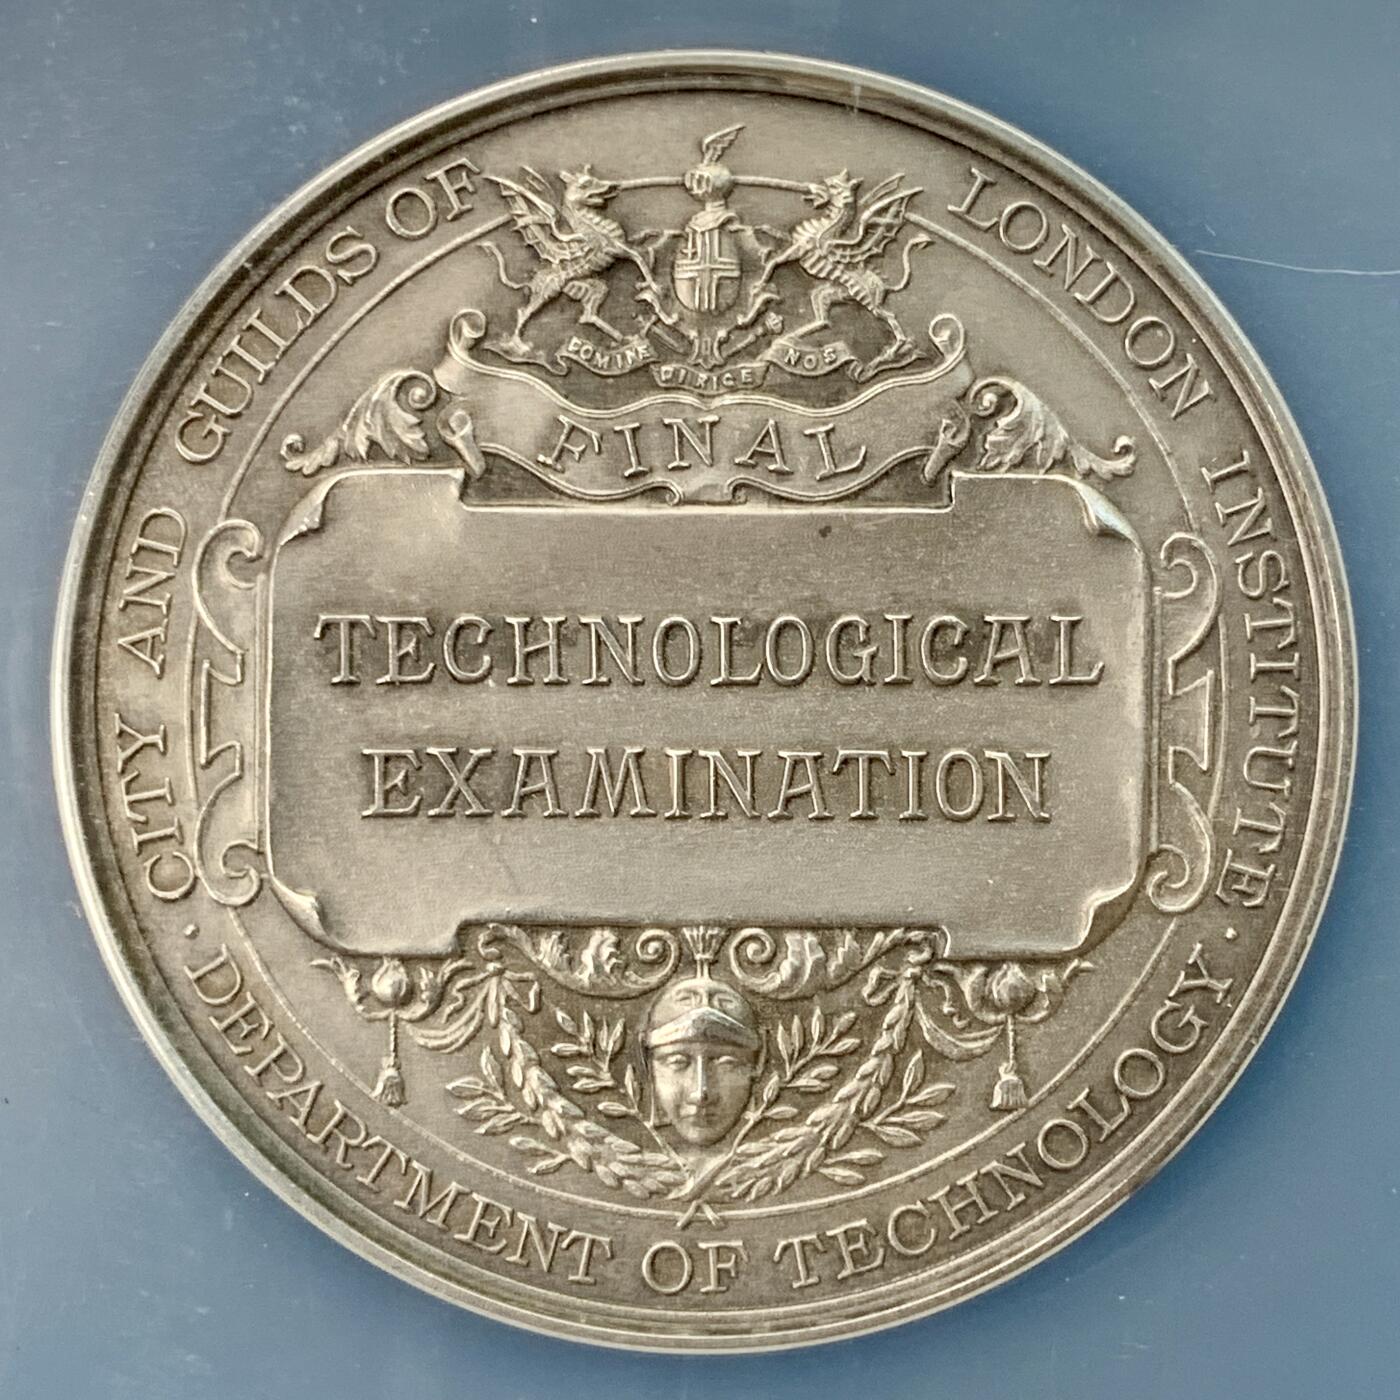 CITY AND GUILDS OF LONDON INSTITUTE
DOMINE DIRIGE NOS
FINAL
TECHNOLOGICAL
EXAMINATION
· DEPARTMENT OF TECHNOLOGY ·